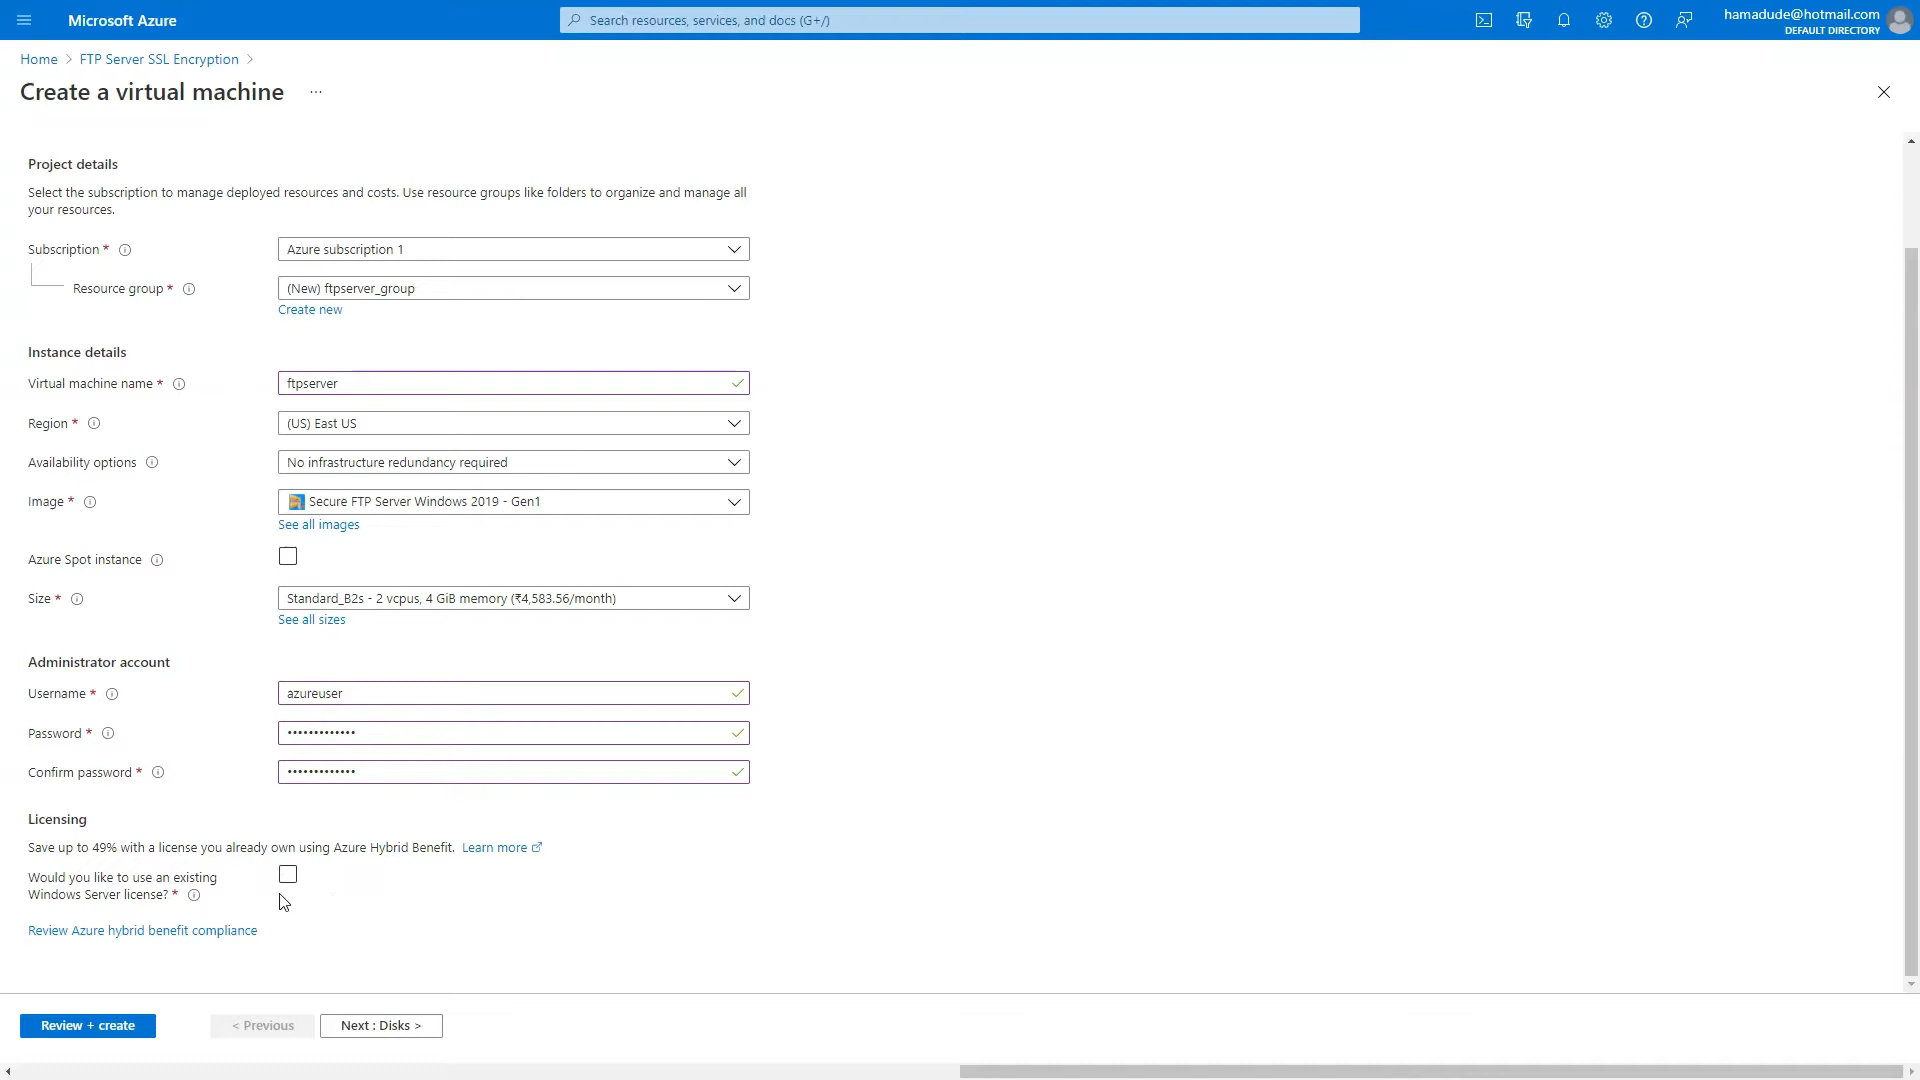 Microsoft Azure
Search resources, services, and docs (G+/)
hamadude@hotmail.com
DEFAULT DIRECTORY
Home > FTP Server SSL Encryption >
Create a virtual machine ...
Project details
Select the subscription to manage deployed resources and costs. Use resource groups like folders to organize and manage all
your resources.
Subscription * Azure subscription 1
Resource group * (New) ftpserver_group
Create new
Instance details
Virtual machine name * ftpserver
Region * (US) East US
Availability options No infrastructure redundancy required
Image * Secure FTP Server Windows 2019 - Gen1
See all images
Azure Spot instance
Size * Standard_B2s - 2 vcpus, 4 GiB memory (₹4,583.56/month)
See all sizes
Administrator account
Username * azureuser
Password * •••••••••••••
Confirm password * •••••••••••••
Licensing
Save up to 49% with a license you already own using Azure Hybrid Benefit. Learn more
Would you like to use an existing
Windows Server license? *
Review Azure hybrid benefit compliance
Review + create
< Previous
Next : Disks >